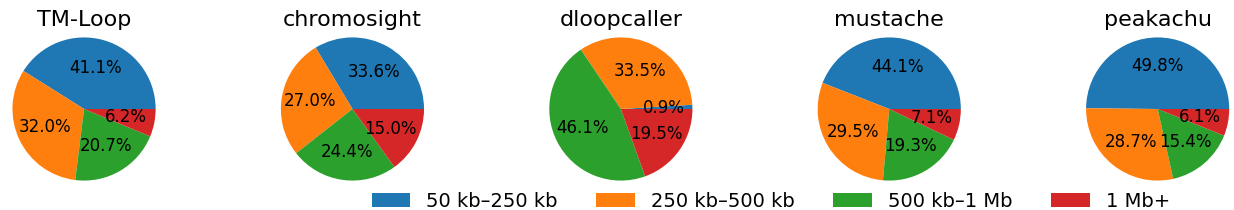 TM-Loop chromosight dloopcaller mustache peakachu
41.1% 32.0% 20.7% 6.2%
33.6% 27.0% 24.4% 15.0%
0.9% 33.5% 46.1% 19.5%
44.1% 29.5% 19.3% 7.1%
49.8% 28.7% 15.4% 6.1%
50 kb–250 kb 250 kb–500 kb 500 kb–1 Mb 1 Mb+